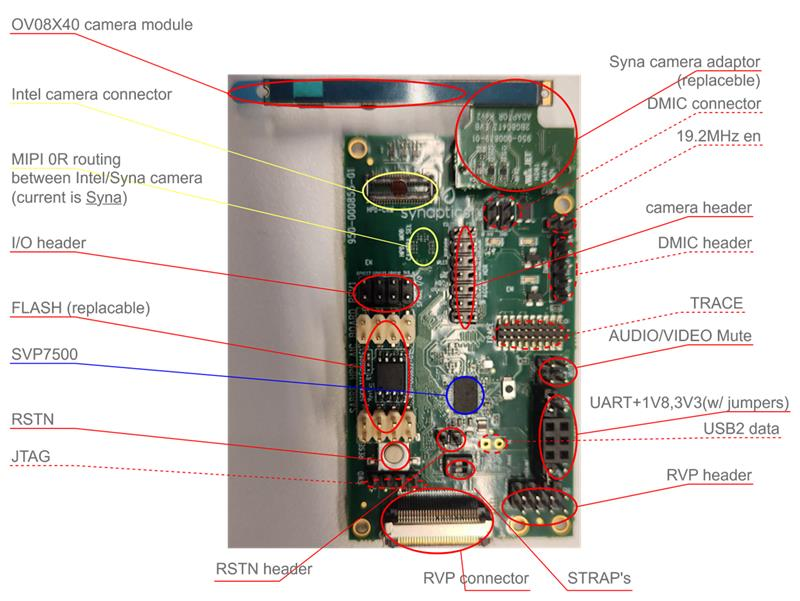 OV08X40 camera module
Intel camera connector
MIPI 0R routing
between Intel/Syna camera
(current is Syna)
I/O header
FLASH (replacable)
SVP7500
RSTN
JTAG
RSTN header
RVP connector
STRAP's
Syna camera adaptor
(replaceble)
DMIC connector
19.2MHz en
camera header
DMIC header
TRACE
AUDIO/VIDEO Mute
UART+1V8,3V3(w/ jumpers)
USB2 data
RVP header
synaptics